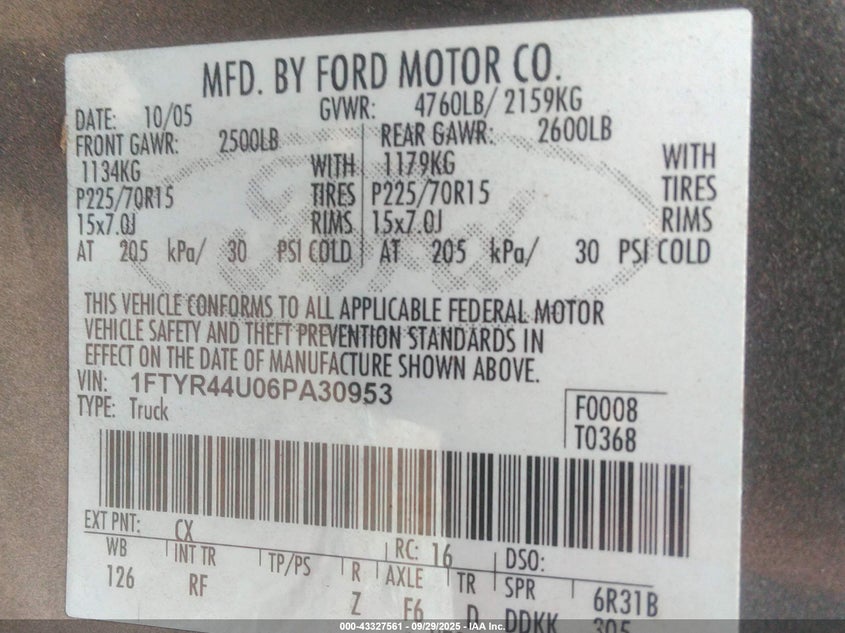 MFD. BY FORD MOTOR CO.
DATE: 10/05 GVWR: 4760LB/ 2159KG
FRONT GAWR: 2500LB REAR GAWR: 2600LB
1134KG WITH 1179KG WITH
P225/70R15 TIRES P225/70R15 TIRES
15x7.0J RIMS 15x7.0J RIMS
AT 205 kPa/ 30 PSI COLD AT 205 kPa/ 30 PSI COLD
Ford
THIS VEHICLE CONFORMS TO ALL APPLICABLE FEDERAL MOTOR
VEHICLE SAFETY AND THEFT PREVENTION STANDARDS IN
EFFECT ON THE DATE OF MANUFACTURE SHOWN ABOVE.
VIN: 1FTYR44U06PA30953
TYPE: Truck
F0008
T0368
EXT PNT: CX RC: 16 DSO:
WB INT TR TP/PS R AXLE TR SPR 6R31B
126 RF Z F6 D DDKK 305
000-43327561 - 09/29/2025 - IAA Inc.